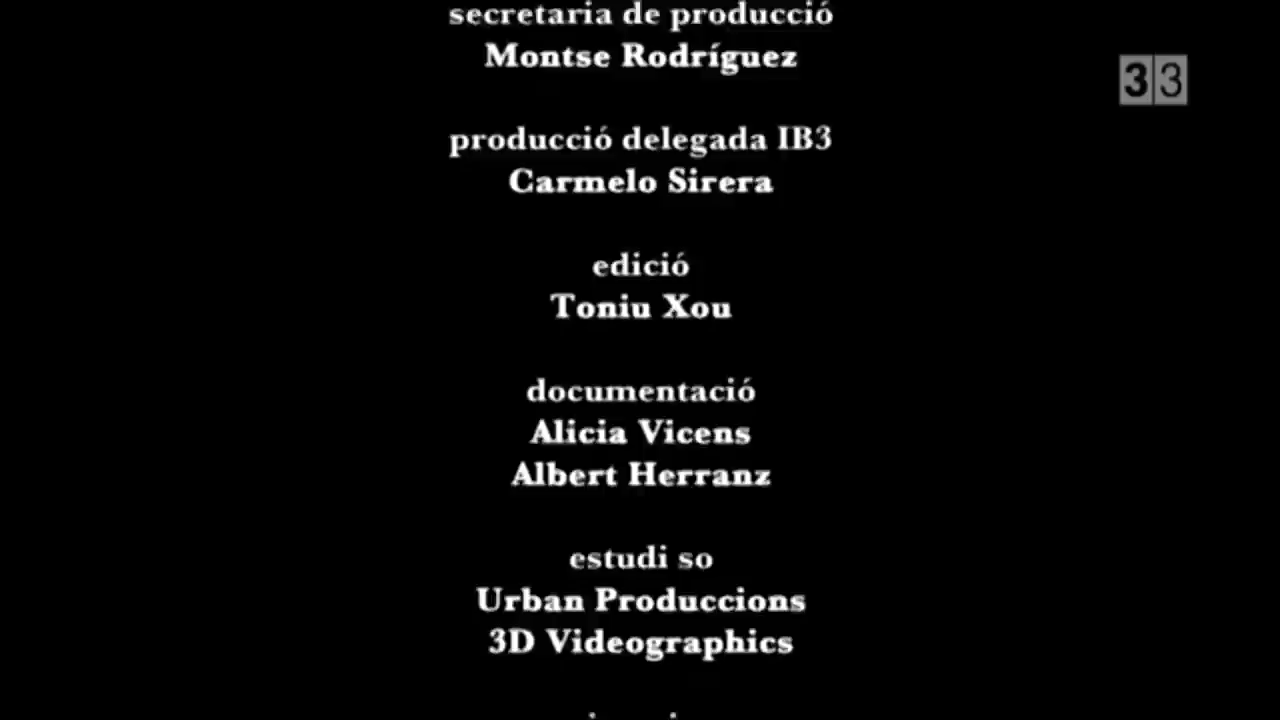 secretaria de producció
Montse Rodríguez
33
producció delegada IB3
Carmelo Sirera
edició
Toniu Xou
documentació
Alicia Vicens
Albert Herranz
estudi so
Urban Produccions
3D Videographics